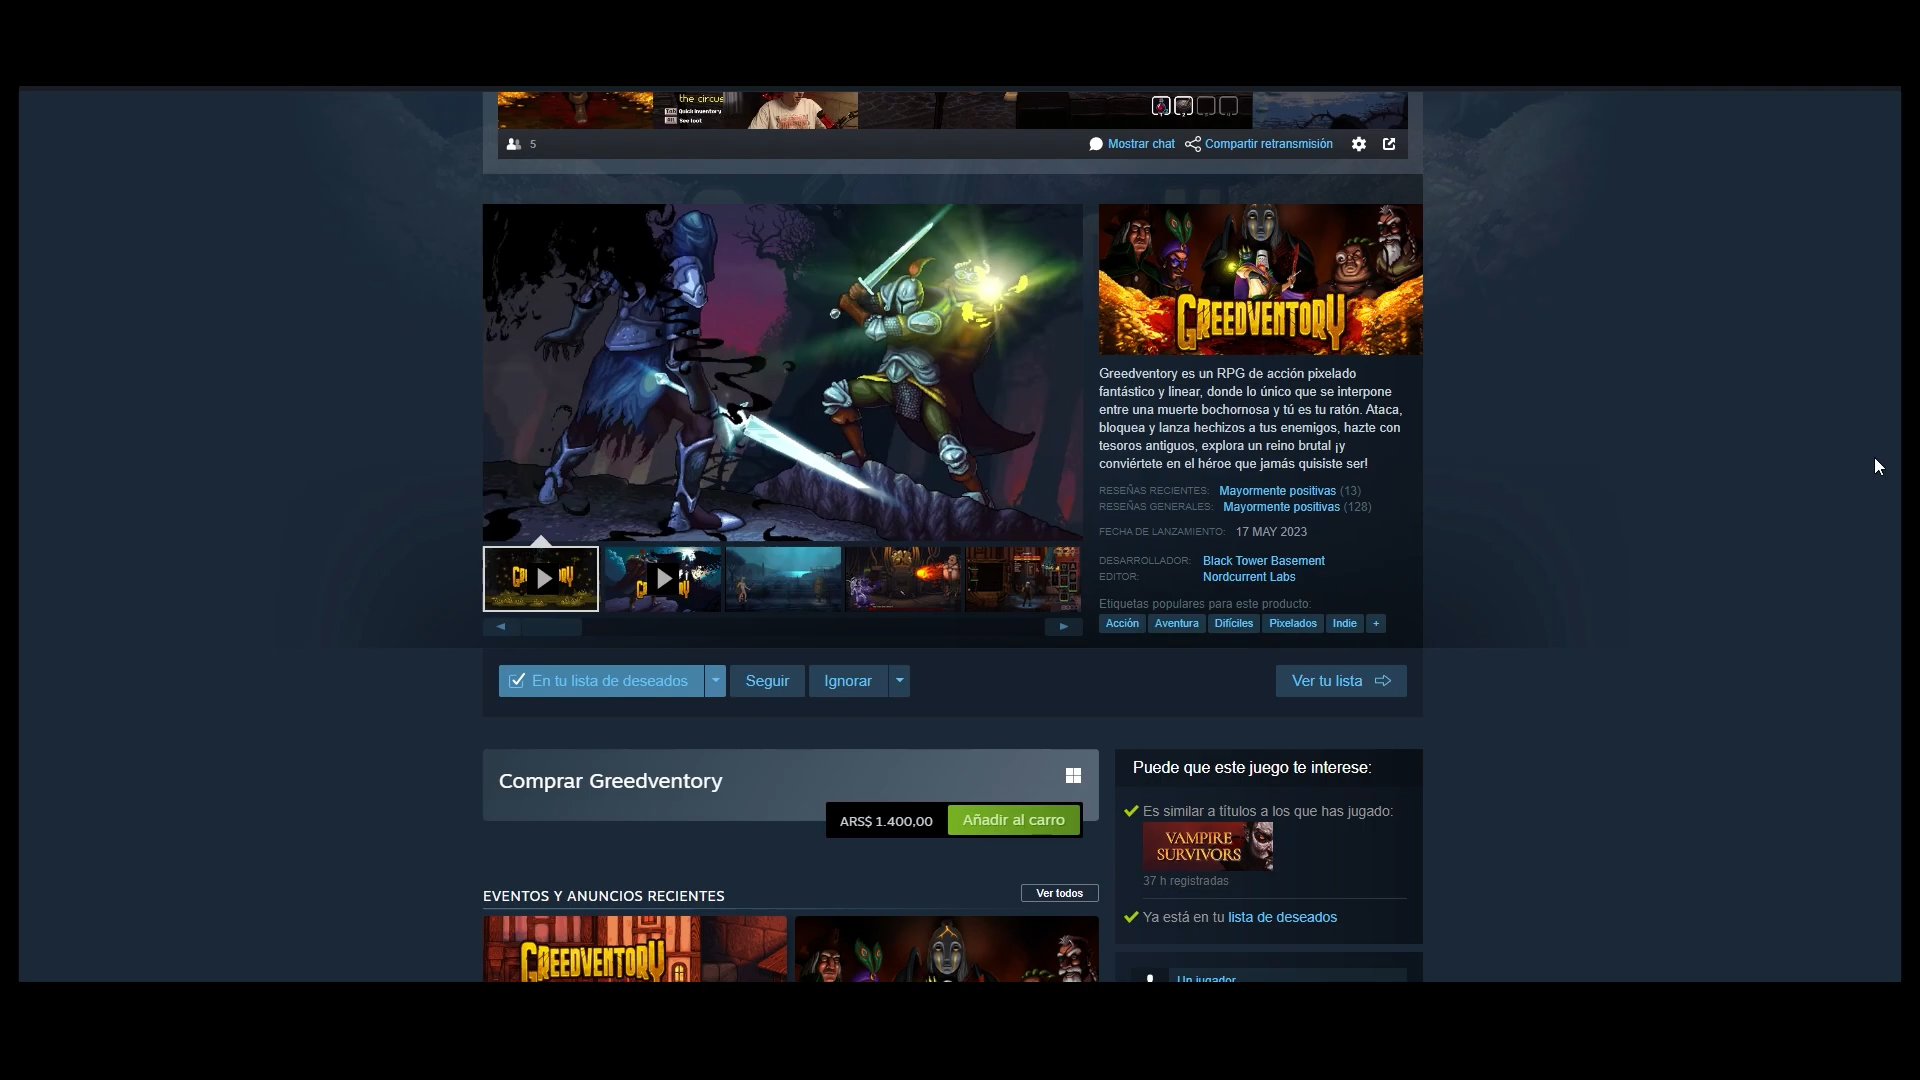 the circus
Quick Inventory
See loot
5
Mostrar chat
Compartir retransmisión
GREEDVENTORY
Greedventory es un RPG de acción pixelado
fantástico y linear, donde lo único que se interpone
entre una muerte bochornosa y tú es tu ratón. Ataca,
bloquea y lanza hechizos a tus enemigos, hazte con
tesoros antiguos, explora un reino brutal ¡y
conviértete en el héroe que jamás quisiste ser!
RESEÑAS RECIENTES: Mayormente positivas (13)
RESEÑAS GENERALES: Mayormente positivas (128)
FECHA DE LANZAMIENTO: 17 MAY 2023
DESARROLLADOR: Black Tower Basement
EDITOR: Nordcurrent Labs
Etiquetas populares para este producto:
Acción Aventura Difíciles Pixelados Indie +
En tu lista de deseados
Seguir
Ignorar
Ver tu lista
Comprar Greedventory
ARS$ 1.400,00
Añadir al carro
EVENTOS Y ANUNCIOS RECIENTES
Ver todos
GREEDVENTORY
Puede que este juego te interese:
Es similar a títulos a los que has jugado:
VAMPIRE
SURVIVORS
37 h registradas
Ya está en tu lista de deseados
Un jugador